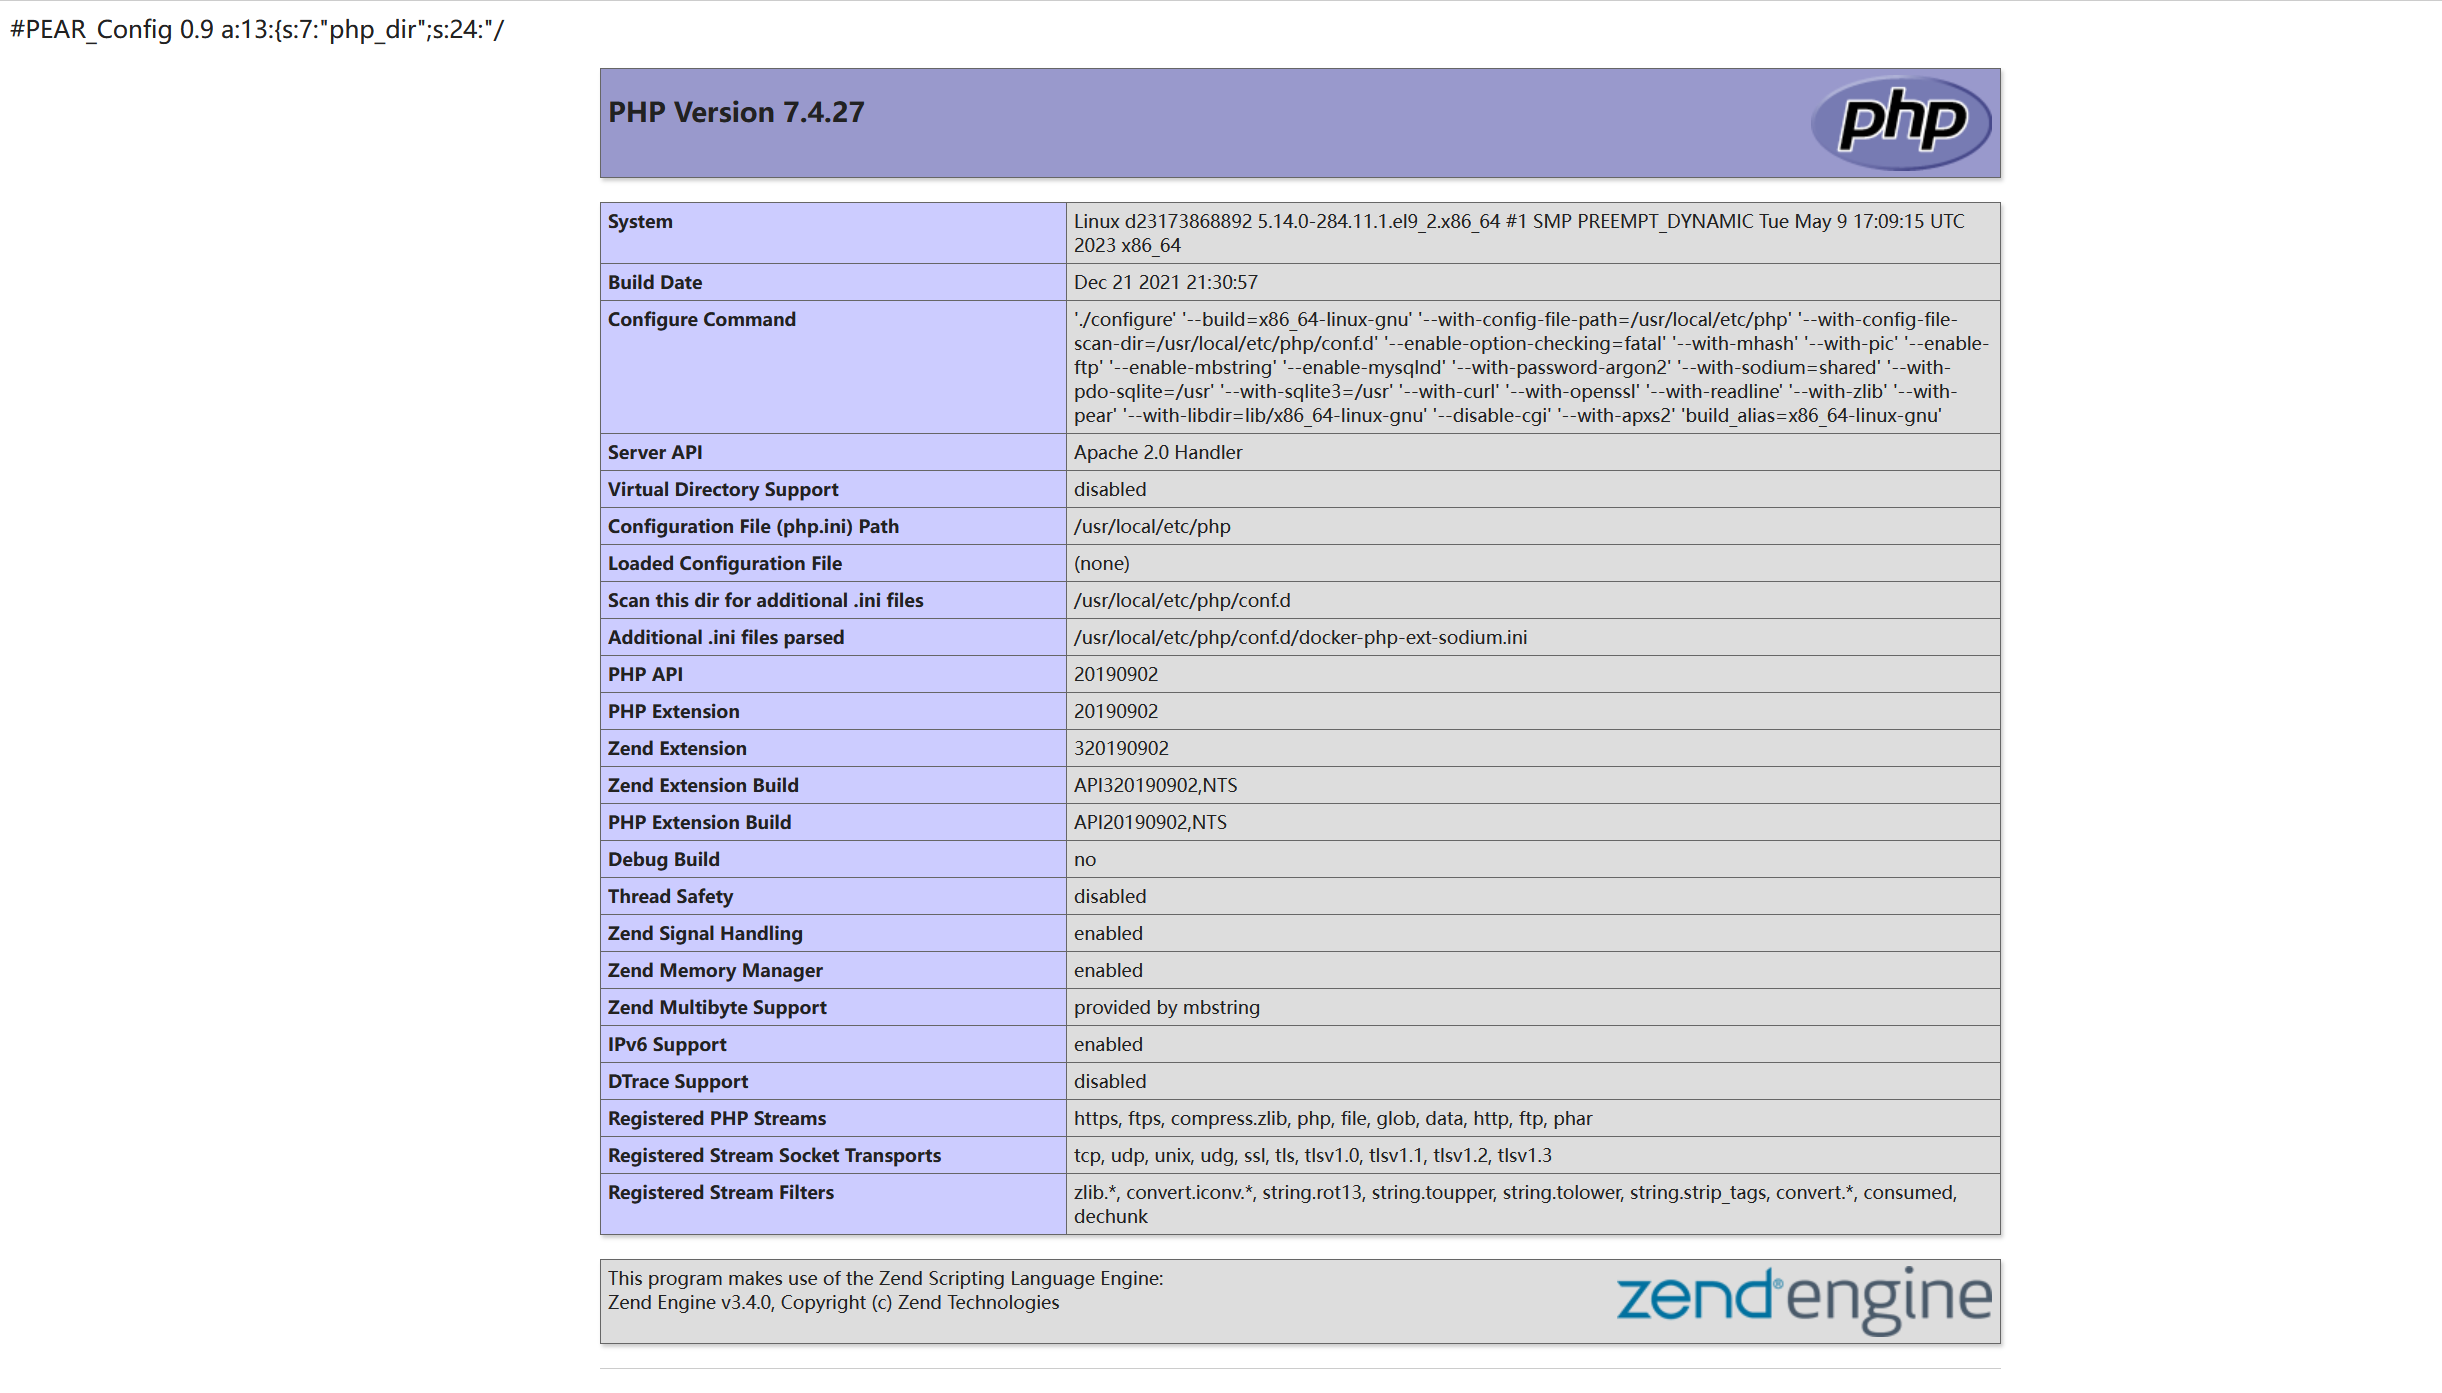 #PEAR_Config 0.9 a:13:{s:7:"php_dir";s:24:"/
PHP Version 7.4.27
php
System
Linux d23173868892 5.14.0-284.11.1.el9_2.x86_64 #1 SMP PREEMPT_DYNAMIC Tue May 9 17:09:15 UTC
2023 x86_64
Build Date
Dec 21 2021 21:30:57
Configure Command
'./configure' '--build=x86_64-linux-gnu' '--with-config-file-path=/usr/local/etc/php' '--with-config-file-
scan-dir=/usr/local/etc/php/conf.d' '--enable-option-checking=fatal' '--with-mhash' '--with-pic' '--enable-
ftp' '--enable-mbstring' '--enable-mysqlnd' '--with-password-argon2' '--with-sodium=shared' '--with-
pdo-sqlite=/usr' '--with-sqlite3=/usr' '--with-curl' '--with-openssl' '--with-readline' '--with-zlib' '--with-
pear' '--with-libdir=lib/x86_64-linux-gnu' '--disable-cgi' '--with-apxs2' 'build_alias=x86_64-linux-gnu'
Server API
Apache 2.0 Handler
Virtual Directory Support
disabled
Configuration File (php.ini) Path
/usr/local/etc/php
Loaded Configuration File
(none)
Scan this dir for additional .ini files
/usr/local/etc/php/conf.d
Additional .ini files parsed
/usr/local/etc/php/conf.d/docker-php-ext-sodium.ini
PHP API
20190902
PHP Extension
20190902
Zend Extension
320190902
Zend Extension Build
API320190902,NTS
PHP Extension Build
API20190902,NTS
Debug Build
no
Thread Safety
disabled
Zend Signal Handling
enabled
Zend Memory Manager
enabled
Zend Multibyte Support
provided by mbstring
IPv6 Support
enabled
DTrace Support
disabled
Registered PHP Streams
https, ftps, compress.zlib, php, file, glob, data, http, ftp, phar
Registered Stream Socket Transports
tcp, udp, unix, udg, ssl, tls, tlsv1.0, tlsv1.1, tlsv1.2, tlsv1.3
Registered Stream Filters
zlib.*, convert.iconv.*, string.rot13, string.toupper, string.tolower, string.strip_tags, convert.*, consumed,
dechunk
This program makes use of the Zend Scripting Language Engine:
Zend Engine v3.4.0, Copyright (c) Zend Technologies
zend® engine